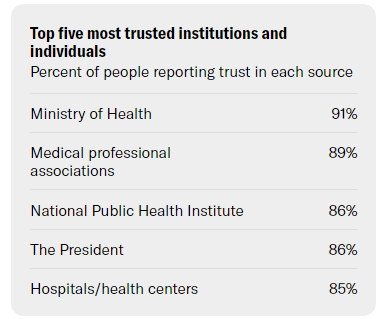 Top five most trusted institutions and
individuals
Percent of people reporting trust in each source
Ministry of Health 91%
Medical professional 89%
associations
National Public Health Institute 86%
The President 86%
Hospitals/health centers 85%